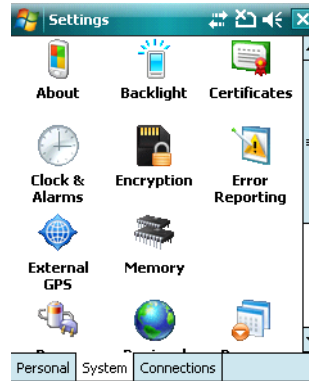 Settings
About Backlight Certificates
Clock & Encryption Error
Alarms Reporting
External Memory
GPS
Personal System Connections